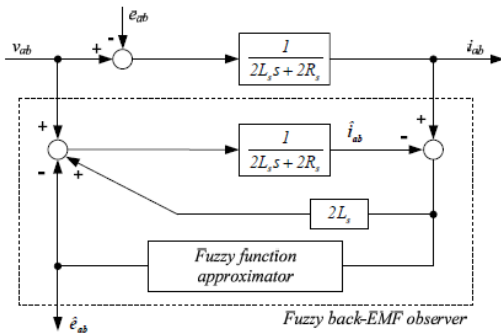 e_ab
v_ab
+
-
1
2L_s s + 2R_s
i_ab
+
1
2L_s s + 2R_s
î_ab
-
+
-
+
2L_s
Fuzzy function
approximator
Fuzzy back-EMF observer
ê_ab